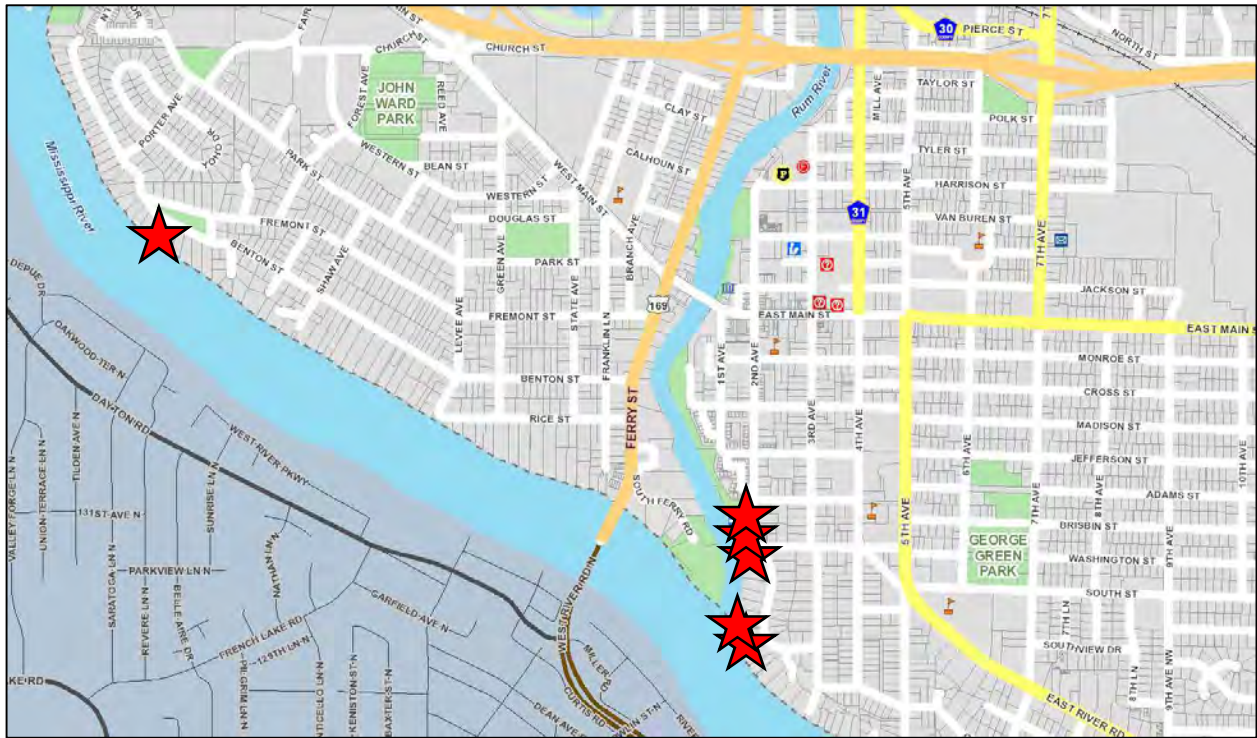 30
PIERCE ST
7TH
NORTH ST
CHURCH ST
CHURCH ST
TAYLOR ST
POLK ST
TYLER ST
HARRISON ST
VAN BUREN ST
MILL AVE
5TH AVE
7TH AVE
31
Rum River
JOHN
WARD
PARK
FOREST AVE
REED AVE
CLAY ST
CALHOUN ST
WEST MAIN ST
BEAN ST
WESTERN ST
WESTERN ST
DOUGLAS ST
PARK ST
PARK ST
PORTER AVE
Mississippi River
FREMONT ST
BENTON ST
SHAW AVE
LEVEE AVE
GREEN AVE
STATE AVE
FRANKLIN LN
BRANCH AVE
169
FREMONT ST
BENTON ST
RICE ST
FERRY ST
SOUTH FERRY RD
EAST MAIN ST
JACKSON ST
EAST MAIN S
1ST AVE
2ND AVE
3RD AVE
4TH AVE
5TH AVE
6TH AVE
7TH AVE
8TH AVE
9TH AVE
10TH AVE
MONROE ST
CROSS ST
MADISON ST
JEFFERSON ST
ADAMS ST
BRISBIN ST
WASHINGTON ST
SOUTH ST
GEORGE
GREEN
PARK
7TH LN
8TH LN
9TH AVE NW
SOUTHVIEW DR
EAST RIVER RD
DEPUE DR
OAKWOOD TER N
DAYTON RD
WEST RIVER PKWY
VALLEY FORGE LN N
UNION TERRACE LN N
TILDEN AVE N
131ST AVE N
SARATOGA LN N
SUNRISE LN N
PARKVIEW LN N
REVERE LN N
BELLE AIRE DR
NATHAN LN N
FRENCH LAKE RD
129TH LN N
PILGRIM LN N
GARFIELD AVE N
WEST RIVER RD N
MILLER RD
CURTIS RD
DEAN AVE
KE RD